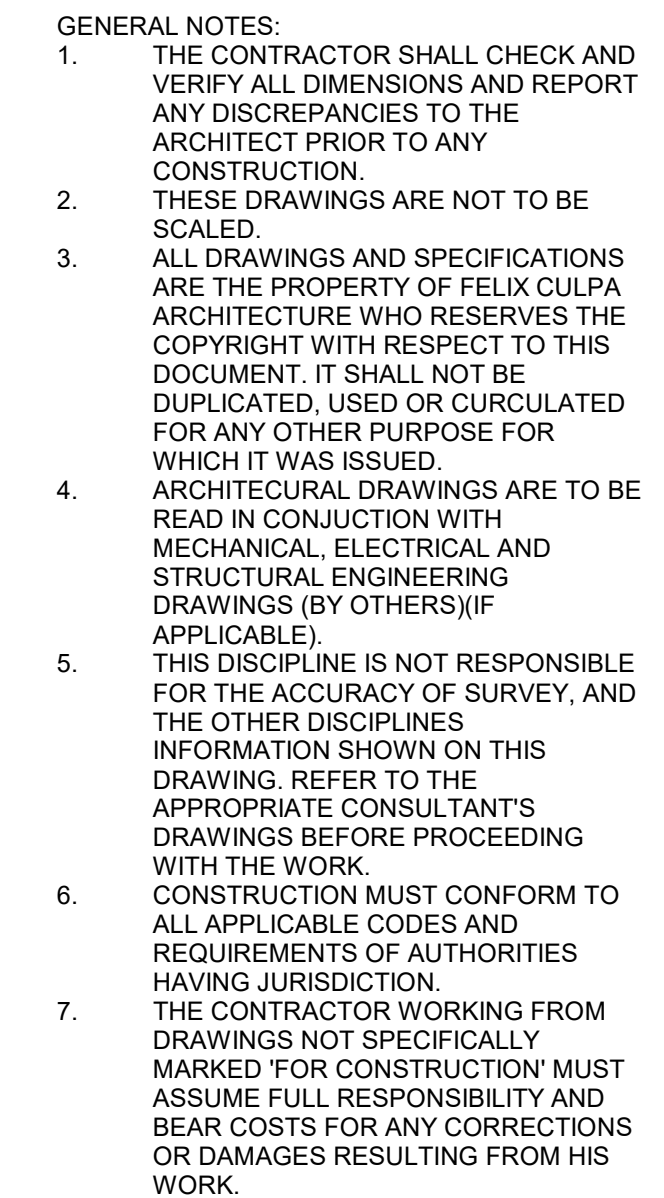 GENERAL NOTES:
1. THE CONTRACTOR SHALL CHECK AND
VERIFY ALL DIMENSIONS AND REPORT
ANY DISCREPANCIES TO THE
ARCHITECT PRIOR TO ANY
CONSTRUCTION.
2. THESE DRAWINGS ARE NOT TO BE
SCALED.
3. ALL DRAWINGS AND SPECIFICATIONS
ARE THE PROPERTY OF FELIX CULPA
ARCHITECTURE WHO RESERVES THE
COPYRIGHT WITH RESPECT TO THIS
DOCUMENT. IT SHALL NOT BE
DUPLICATED, USED OR CURCULATED
FOR ANY OTHER PURPOSE FOR
WHICH IT WAS ISSUED.
4. ARCHITECURAL DRAWINGS ARE TO BE
READ IN CONJUCTION WITH
MECHANICAL, ELECTRICAL AND
STRUCTURAL ENGINEERING
DRAWINGS (BY OTHERS)(IF
APPLICABLE).
5. THIS DISCIPLINE IS NOT RESPONSIBLE
FOR THE ACCURACY OF SURVEY, AND
THE OTHER DISCIPLINES
INFORMATION SHOWN ON THIS
DRAWING. REFER TO THE
APPROPRIATE CONSULTANT'S
DRAWINGS BEFORE PROCEEDING
WITH THE WORK.
6. CONSTRUCTION MUST CONFORM TO
ALL APPLICABLE CODES AND
REQUIREMENTS OF AUTHORITIES
HAVING JURISDICTION.
7. THE CONTRACTOR WORKING FROM
DRAWINGS NOT SPECIFICALLY
MARKED 'FOR CONSTRUCTION' MUST
ASSUME FULL RESPONSIBILITY AND
BEAR COSTS FOR ANY CORRECTIONS
OR DAMAGES RESULTING FROM HIS
WORK.